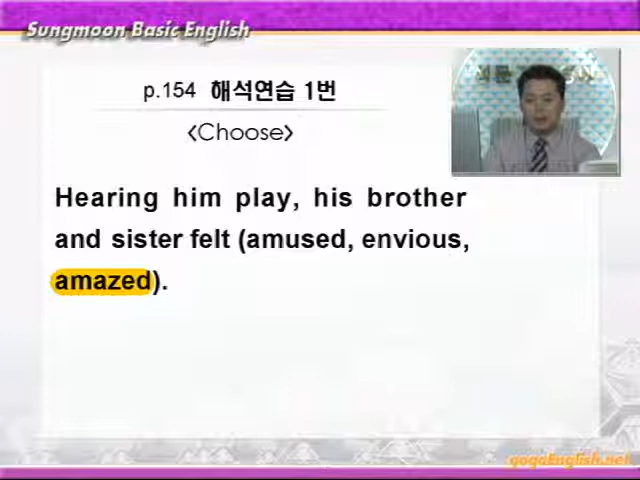 Sungmoon Basic English
p.154 해석연습 1번
<Choose>
Hearing him play, his brother
and sister felt (amused, envious,
amazed).
gogaEnglish.net